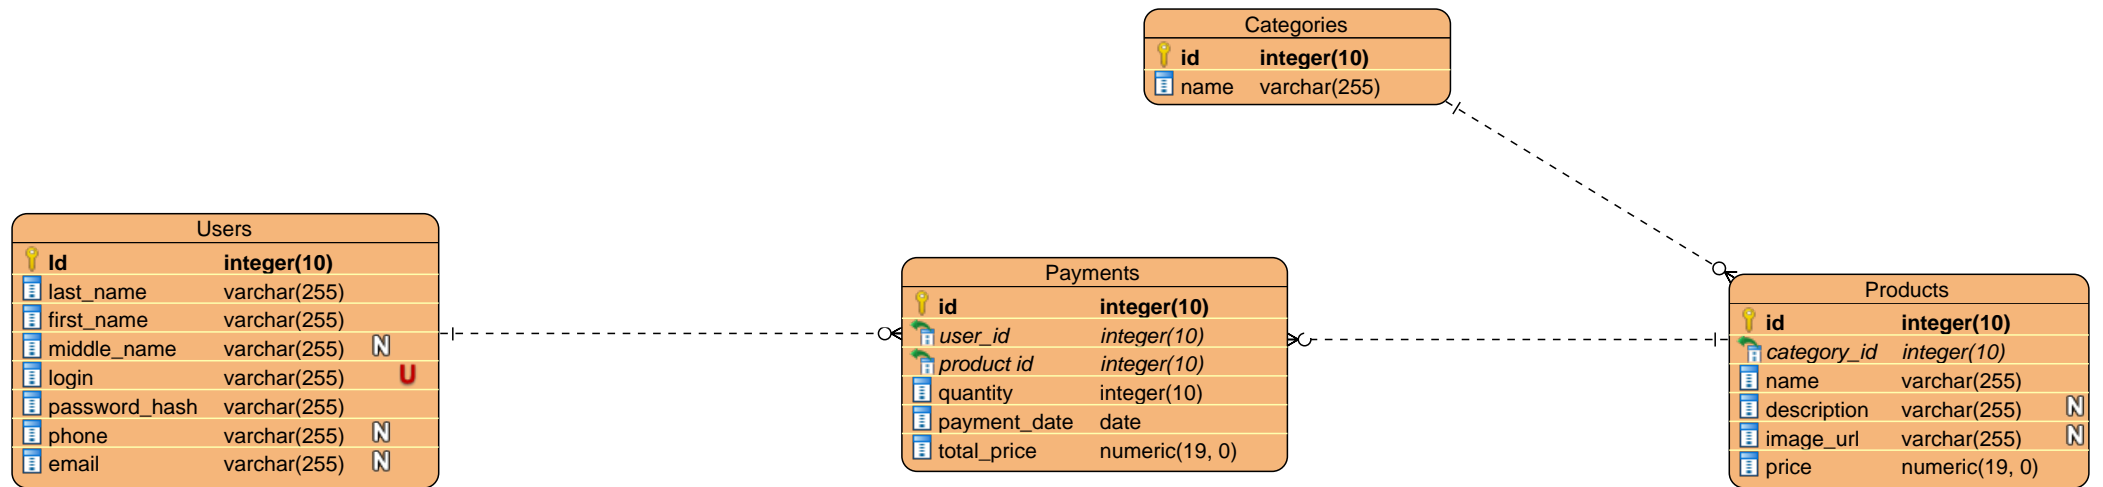 Categories
id integer(10)
name varchar(255)
Users
Id integer(10)
last_name varchar(255)
first_name varchar(255)
middle_name varchar(255) N
login varchar(255) U
password_hash varchar(255)
phone varchar(255) N
email varchar(255) N
Payments
id integer(10)
user_id integer(10)
product id integer(10)
quantity integer(10)
payment_date date
total_price numeric(19, 0)
Products
id integer(10)
category_id integer(10)
name varchar(255)
description varchar(255) N
image_url varchar(255) N
price numeric(19, 0)